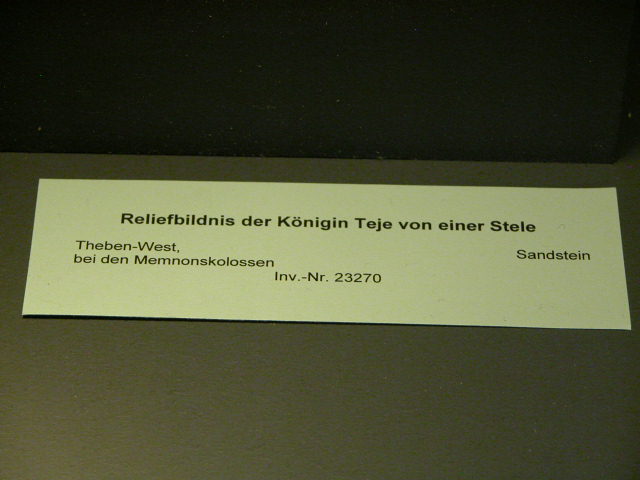 Reliefbildnis der Königin Teje von einer Stele
Theben-West,
bei den Memnonskolossen
Sandstein
Inv.-Nr. 23270